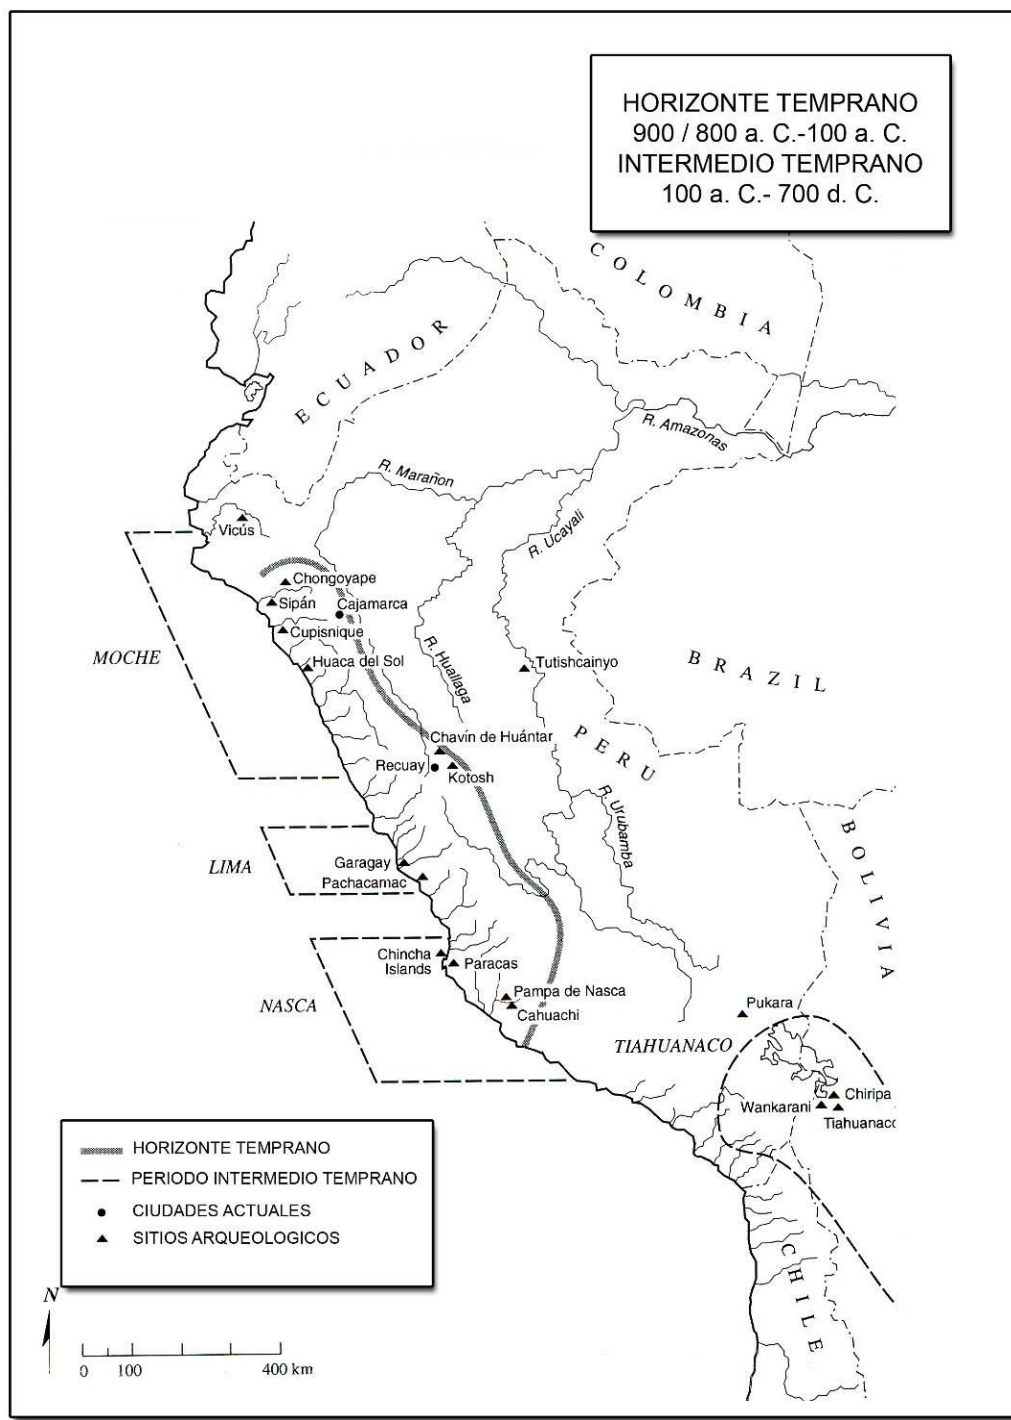 HORIZONTE TEMPRANO
900 / 800 a. C.-100 a. C.
INTERMEDIO TEMPRANO
100 a. C.- 700 d. C.
COLOMBIA
ECUADOR
R. Amazonas
R. Marañon
R. Ucayali
Vicús
Chongoyape
Sipán
Cajamarca
Cupisnique
MOCHE
Huaca del Sol
R. Huallaga
Tutishcainyo
BRAZIL
Chavín de Huántar
PERU
Recuay
Kotosh
R. Urubamba
BOLIVIA
LIMA
Garagay
Pachacamac
Chincha
Islands
Paracas
NASCA
Pampa de Nasca
Cahuachi
Pukara
TIAHUANACO
Chiripa
Wankarani
Tiahuanaco
HORIZONTE TEMPRANO
PERIODO INTERMEDIO TEMPRANO
CIUDADES ACTUALES
SITIOS ARQUEOLOGICOS
CHILE
N
0 100 400 km